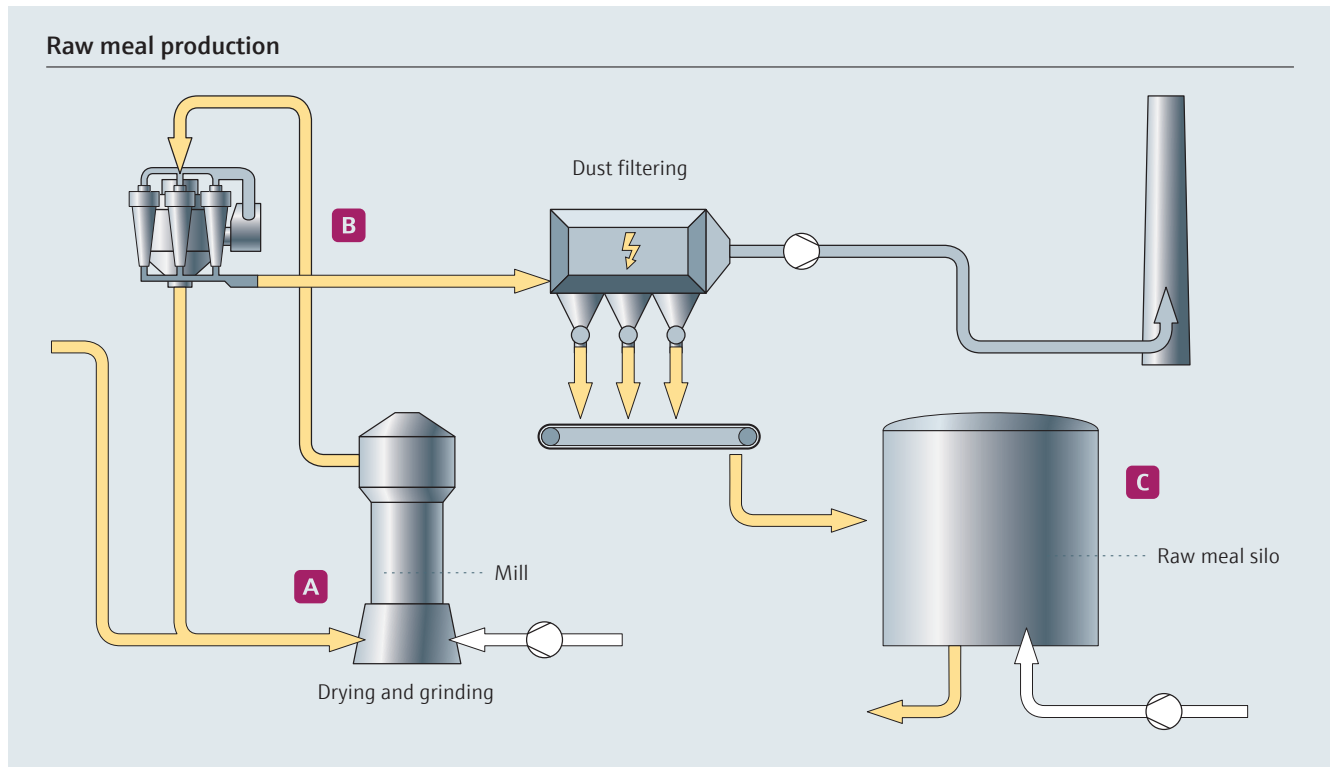 Raw meal production
Dust filtering
B
C
Raw meal silo
A
Mill
Drying and grinding